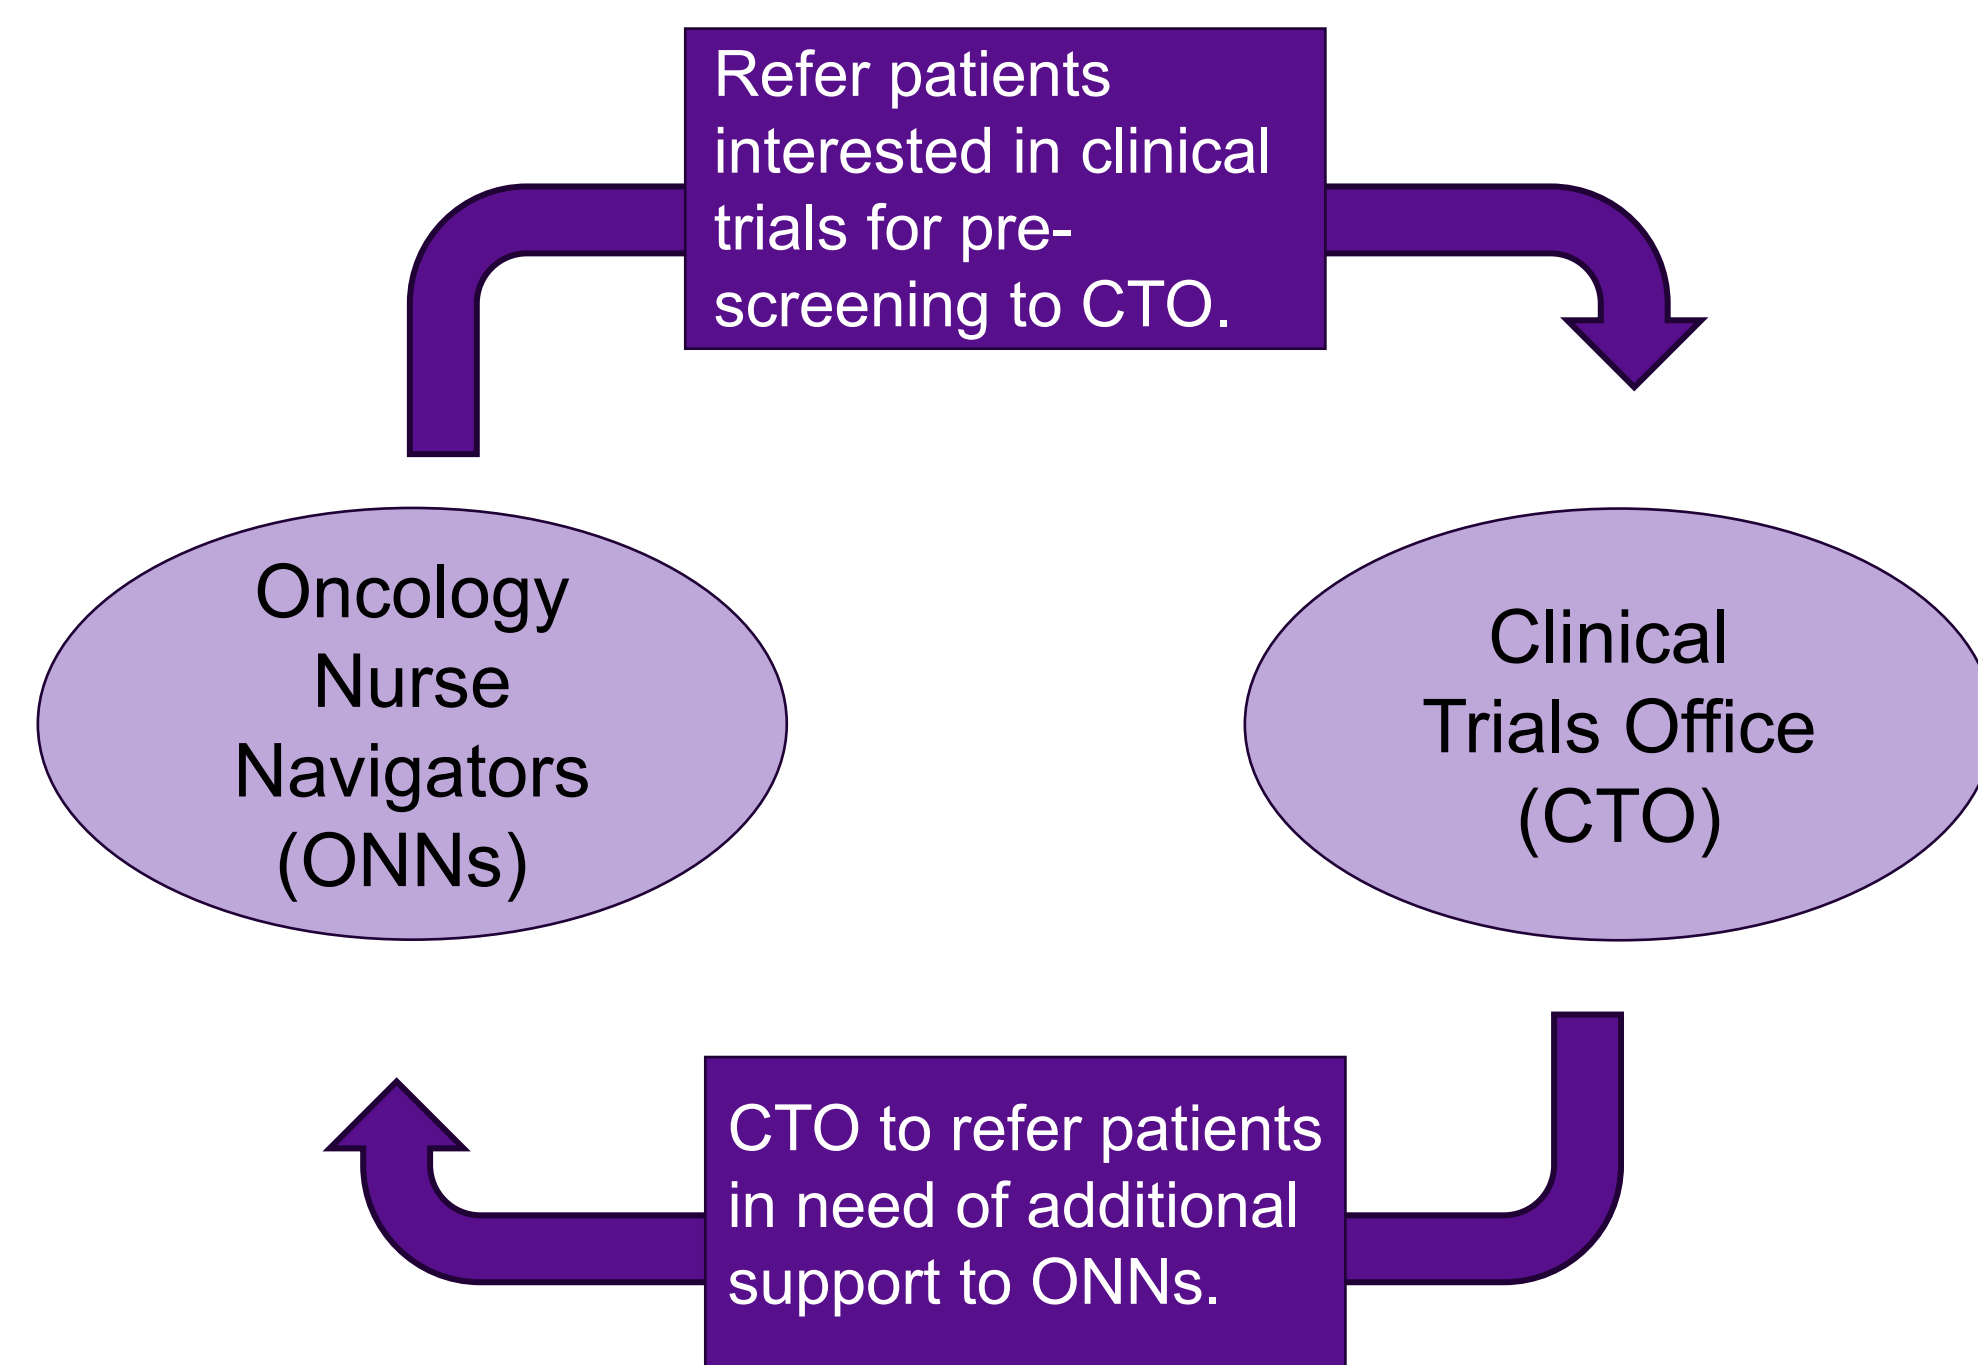 Refer patients
interested in clinical
trials for pre-
screening to CTO.
Oncology
Nurse
Navigators
(ONNs)
Clinical
Trials Office
(CTO)
CTO to refer patients
in need of additional
support to ONNs.